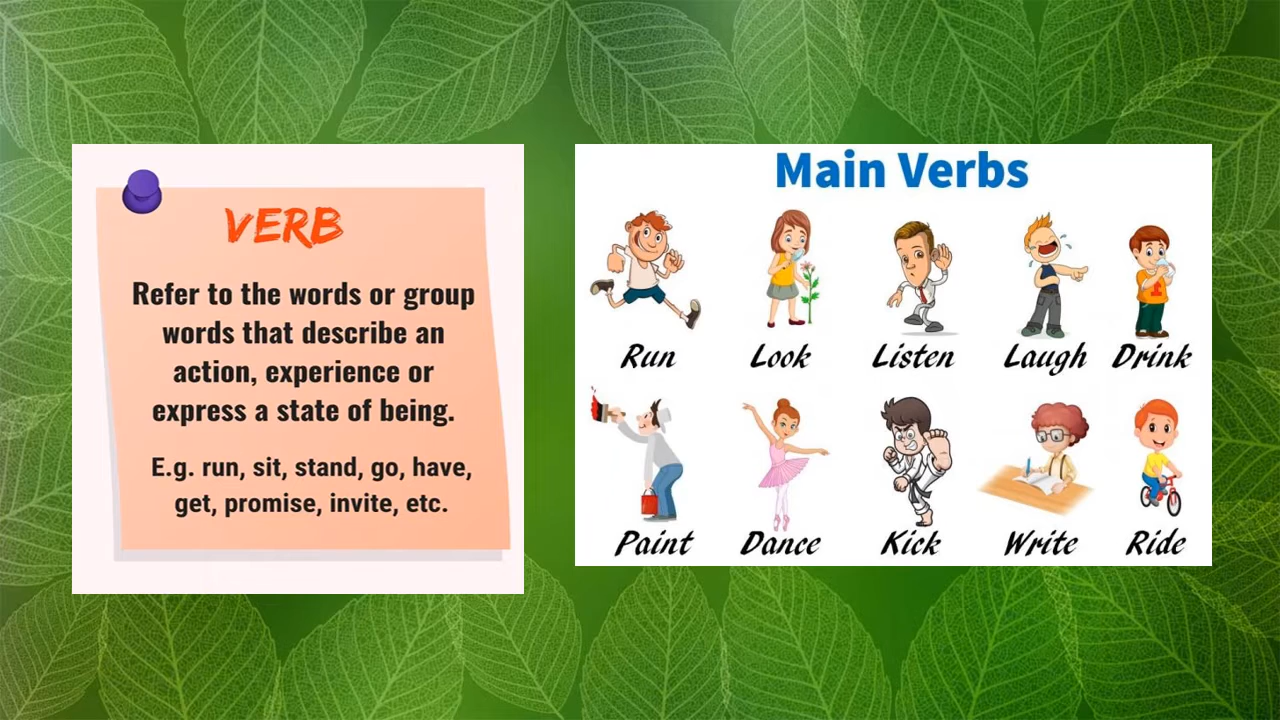 VERB
Refer to the words or group
words that describe an
action, experience or
express a state of being.
E.g. run, sit, stand, go, have,
get, promise, invite, etc.
Main Verbs
Run Look Listen Laugh Drink
Paint Dance Kick Write Ride